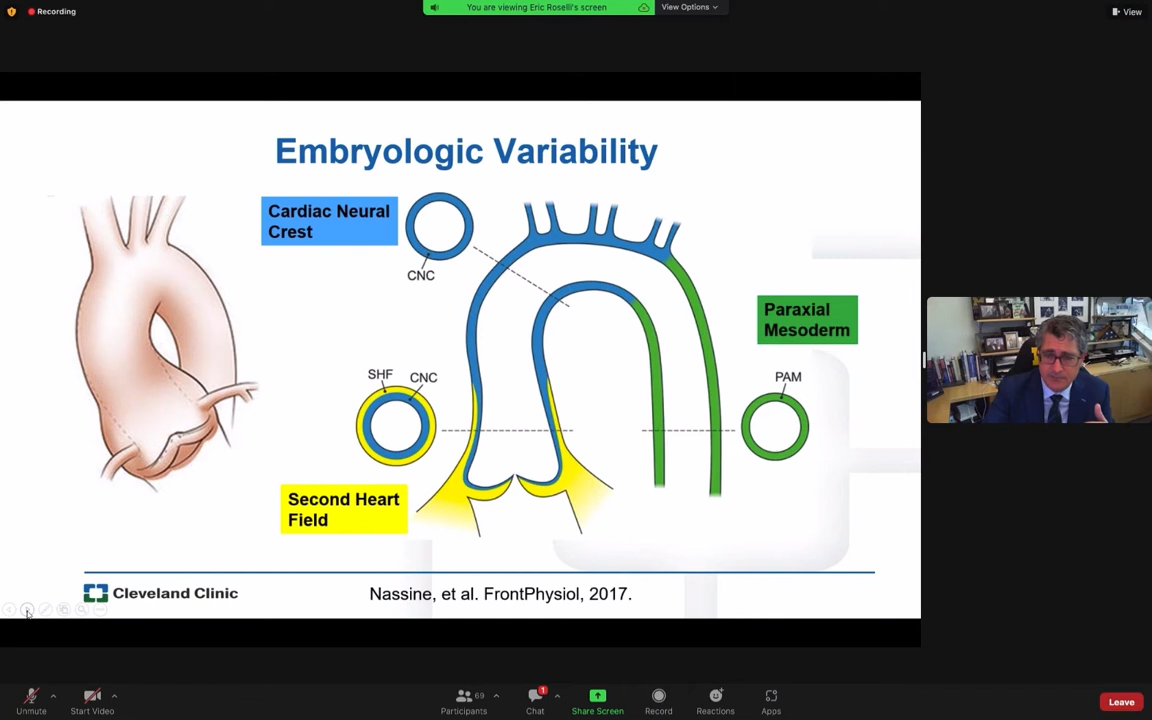 Recording
You are viewing Eric Roselli's screen
View Options
View
Embryologic Variability
Cardiac Neural
Crest
CNC
Paraxial
Mesoderm
SHF
CNC
PAM
Second Heart
Field
Cleveland Clinic
Nassine, et al. FrontPhysiol, 2017.
Unmute
Start Video
69
Participants
1
Chat
Share Screen
Record
Reactions
Apps
Leave